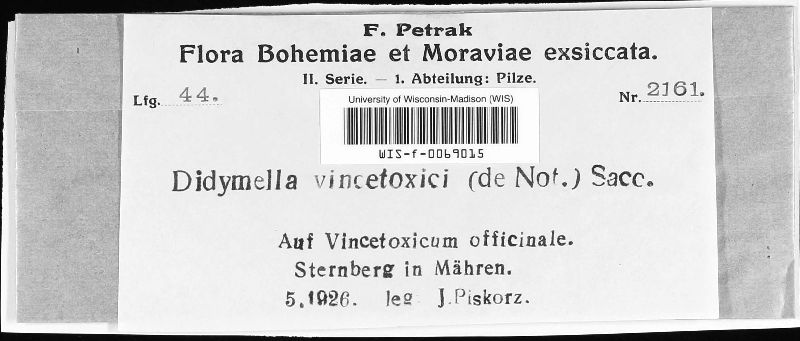 F. Petrak
Flora Bohemiae et Moraviae exsiccata.
II. Serie. — 1. Abteilung: Pilze.
Lfg. 44.
Nr. 2161.
University of Wisconsin-Madison (WIS)
WIS-f-0069015
Didymella vincetoxici (de Not.) Sacc.
Auf Vincetoxicum officinale.
Sternberg in Mähren.
5.1926. leg J.Piskorz.